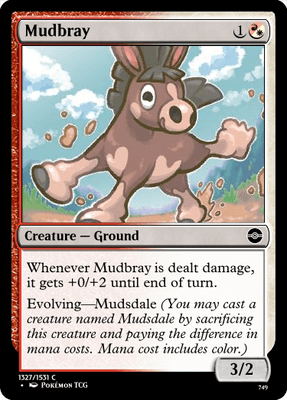 Mudbray 1
Creature — Ground
Whenever Mudbray is dealt damage,
it gets +0/+2 until end of turn.
Evolving—Mudsdale (You may cast
a creature named Mudsdale by sacrificing
this creature and paying the difference in
mana costs. Mana cost includes color.)
3/2
1327/1531 C
• Pokémon TCG
749